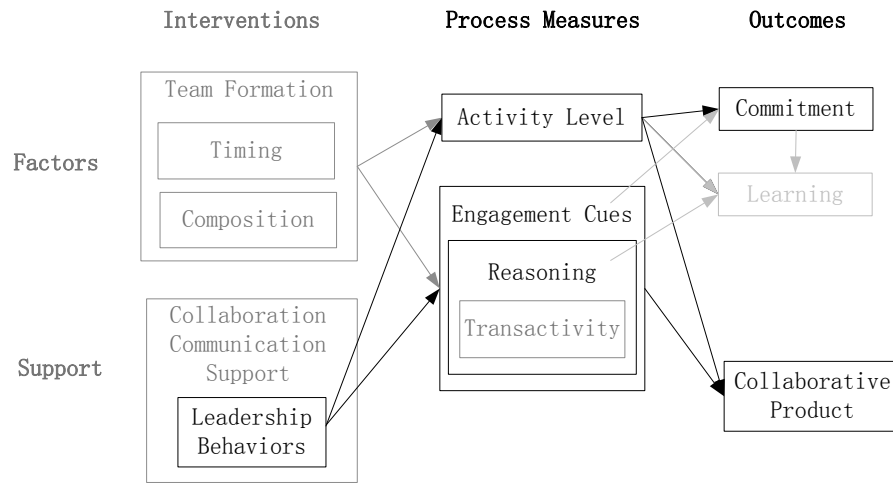 Interventions
Process Measures
Outcomes
Factors
Team Formation
Timing
Composition
Activity Level
Commitment
Learning
Engagement Cues
Reasoning
Transactivity
Support
Collaboration
Communication
Support
Leadership
Behaviors
Collaborative
Product